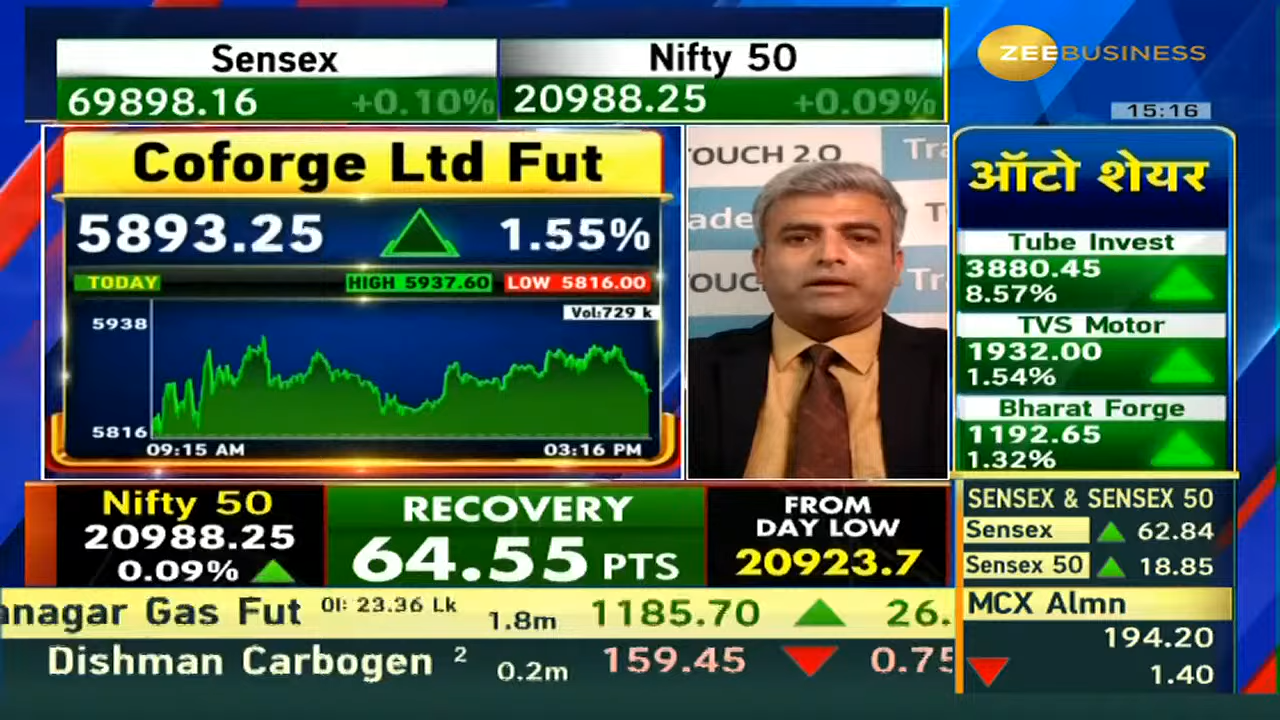 Sensex
69898.16 +0.10%
Nifty 50
20988.25 +0.09%
ZEEBUSINESS
15:16
Coforge Ltd Fut
5893.25 1.55%
TODAY HIGH 5937.60 LOW 5816.00
Vol:729 k
5938
5816
09:15 AM 03:16 PM
OUCH 2.0
ऑटो शेयर
Tube Invest
3880.45
8.57%
TVS Motor
1932.00
1.54%
Bharat Forge
1192.65
1.32%
Nifty 50
20988.25
0.09%
RECOVERY
64.55 PTS
FROM
DAY LOW
20923.7
SENSEX & SENSEX 50
Sensex 62.84
Sensex 50 18.85
MCX Almn
194.20
1.40
anagar Gas Fut OI: 23.36 Lk 1.8m 1185.70 26.
Dishman Carbogen 2 0.2m 159.45 0.75